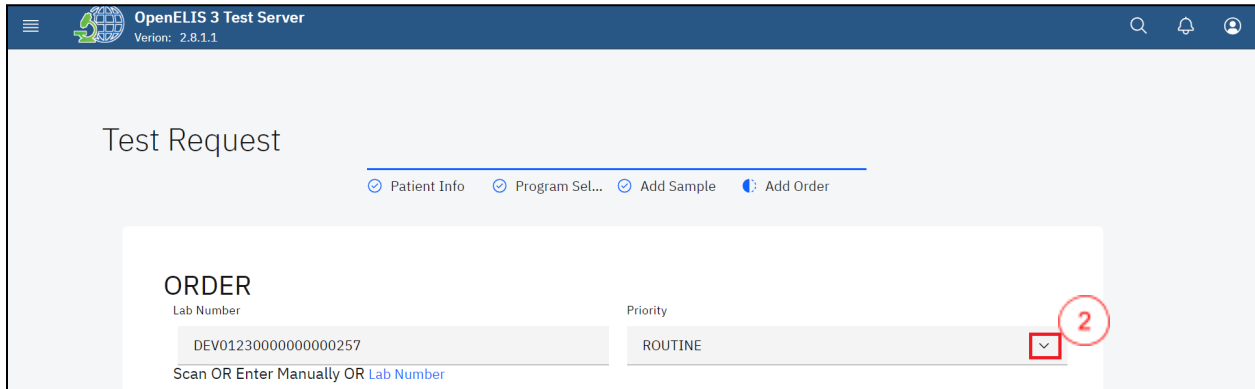 OpenELIS 3 Test Server
Verion: 2.8.1.1
Test Request
Patient Info Program Sel... Add Sample Add Order
ORDER
Lab Number Priority
DEV01230000000000257 ROUTINE
2
Scan OR Enter Manually OR Lab Number